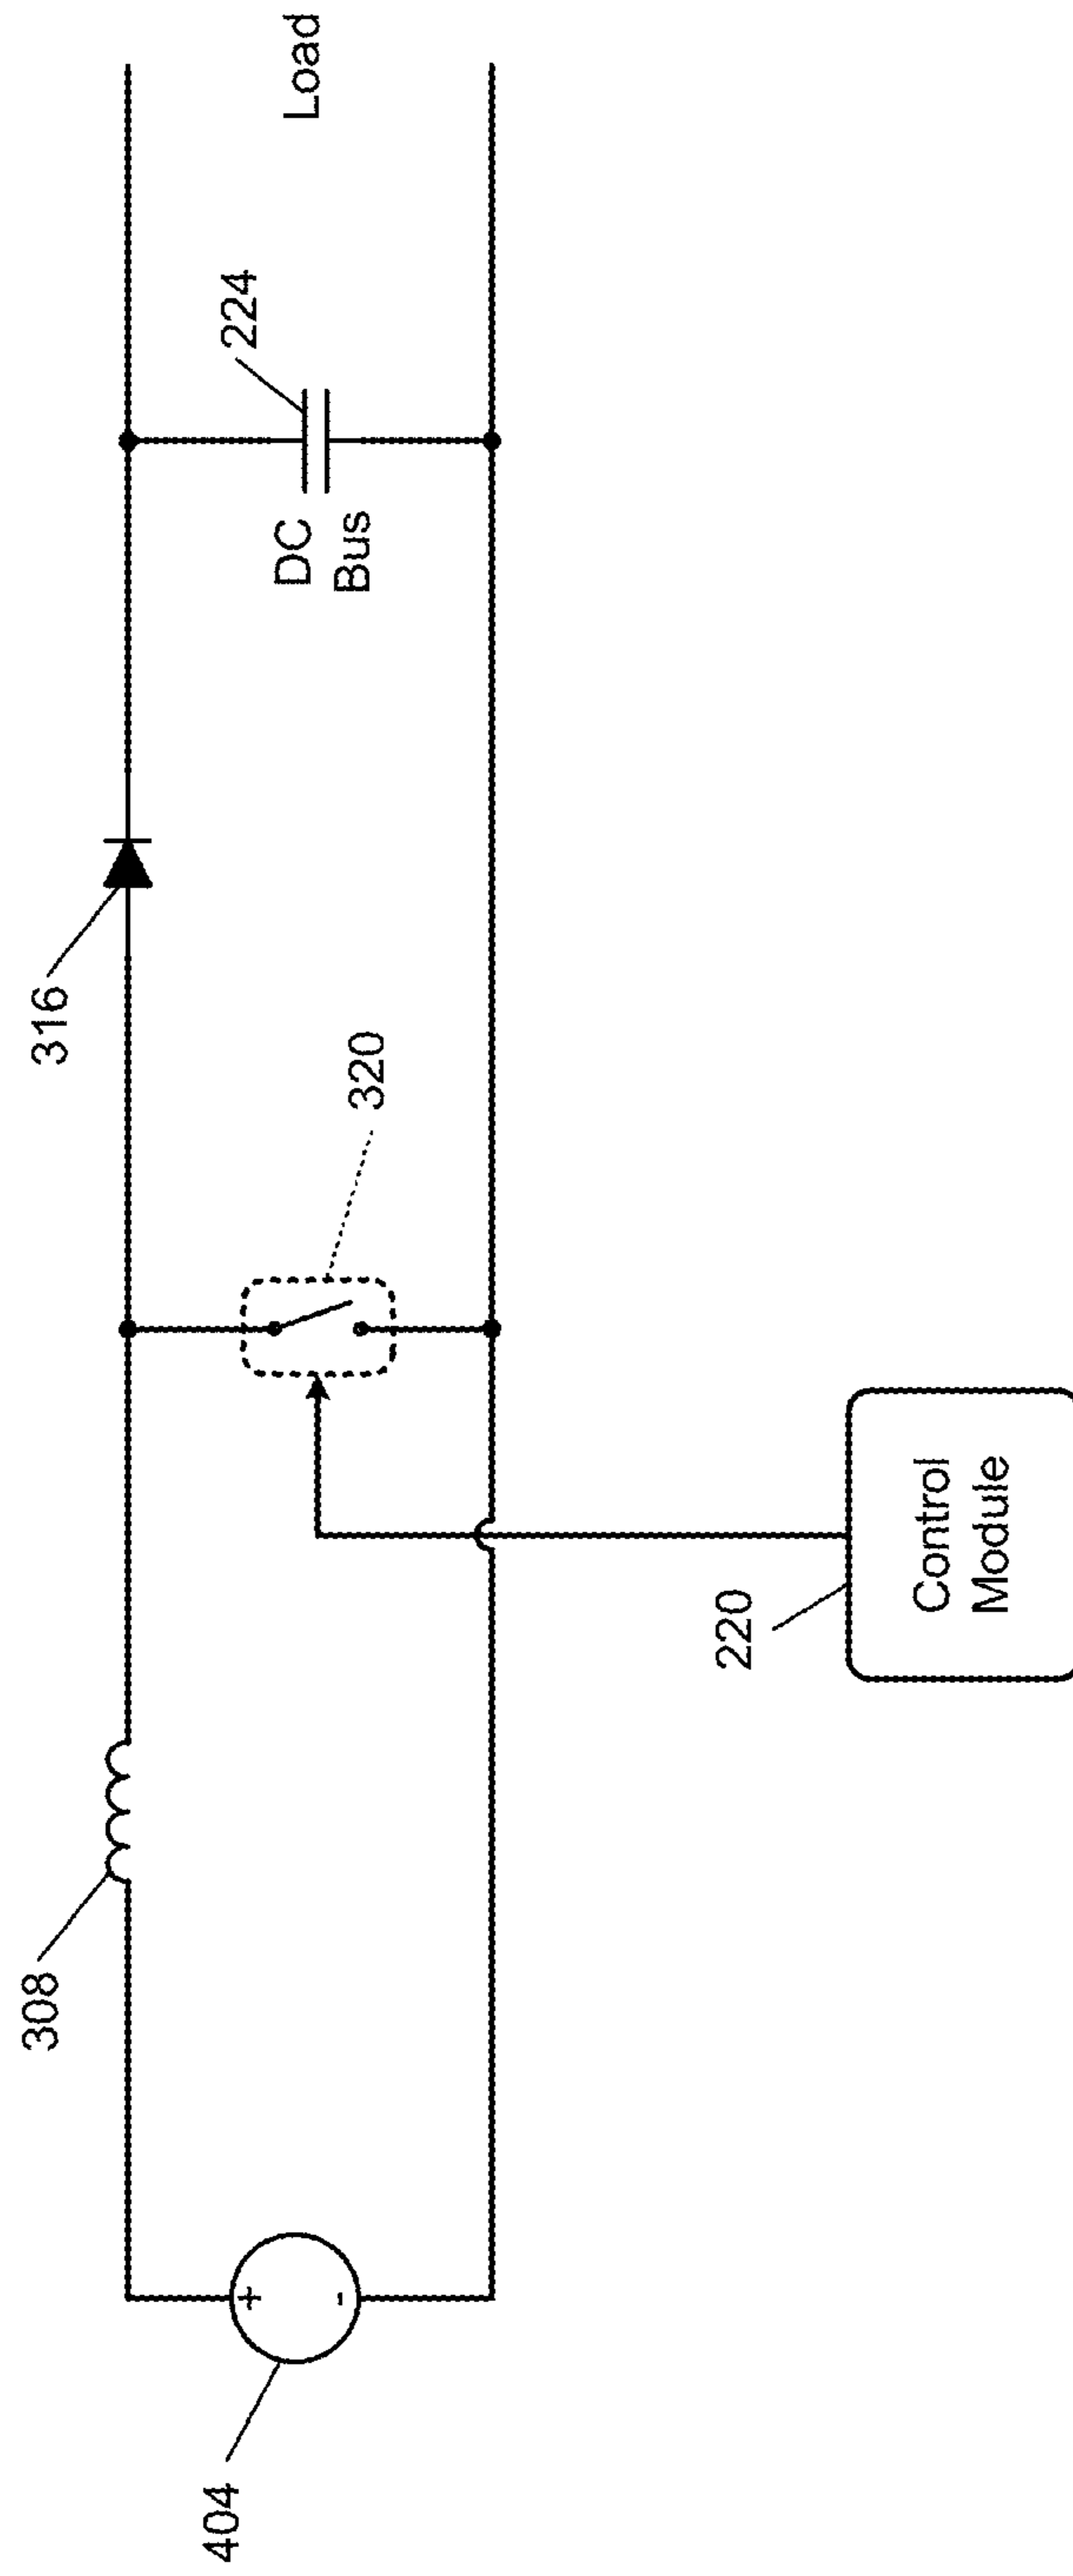 308
316
404
+
-
320
DC
Bus
224
Load
220
Control
Module